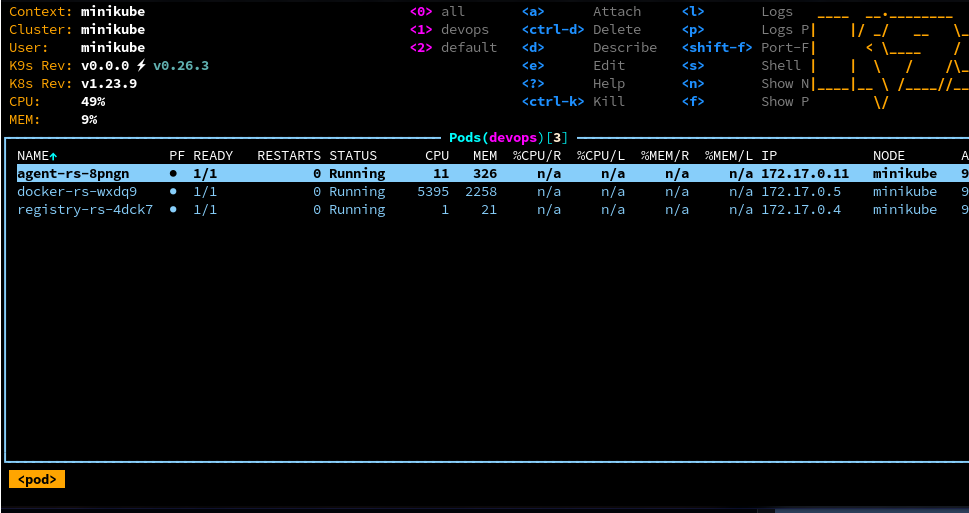 Context: minikube <0> all <a> Attach <l> Logs
Cluster: minikube <1> devops <ctrl-d> Delete <p> Logs P
User: minikube <2> default <d> Describe <shift-f> Port-F
K9s Rev: v0.0.0 ⚡ v0.26.3 <e> Edit <s> Shell
K8s Rev: v1.23.9 <?> Help <n> Show N
CPU: 49% <ctrl-k> Kill <f> Show P
MEM: 9%
Pods(devops)[3]
NAME↑ PF READY RESTARTS STATUS CPU MEM %CPU/R %CPU/L %MEM/R %MEM/L IP NODE A
agent-rs-8pngn ● 1/1 0 Running 11 326 n/a n/a n/a n/a 172.17.0.11 minikube 9
docker-rs-wxdq9 ● 1/1 0 Running 5395 2258 n/a n/a n/a n/a 172.17.0.5 minikube 9
registry-rs-4dck7 ● 1/1 0 Running 1 21 n/a n/a n/a n/a 172.17.0.4 minikube 9
<pod>